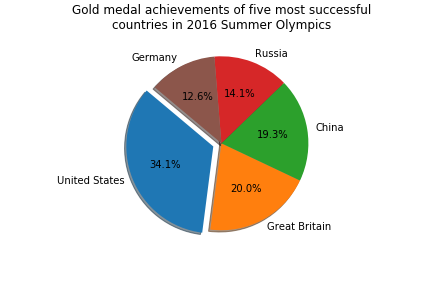 Gold medal achievements of five most successful
countries in 2016 Summer Olympics
Germany
Russia
12.6%
14.1%
China
19.3%
34.1%
United States
20.0%
Great Britain